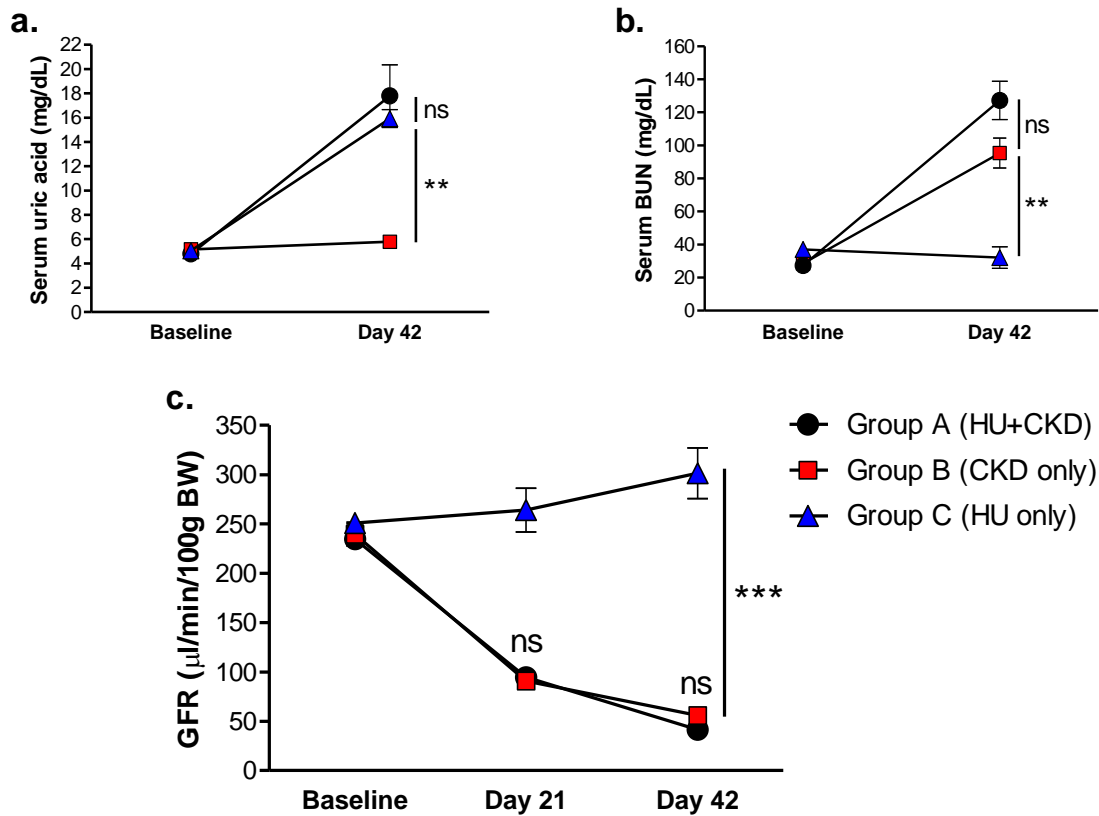 a.
Serum uric acid (mg/dL)
22
20
18
16
14
12
10
8
6
4
2
0
ns
**
Baseline
Day 42
b.
Serum BUN (mg/dL)
160
140
120
100
80
60
40
20
0
ns
**
Baseline
Day 42
c.
GFR (µl/min/100g BW)
350
300
250
200
150
100
50
0
ns
ns
***
Baseline
Day 21
Day 42
Group A (HU+CKD)
Group B (CKD only)
Group C (HU only)